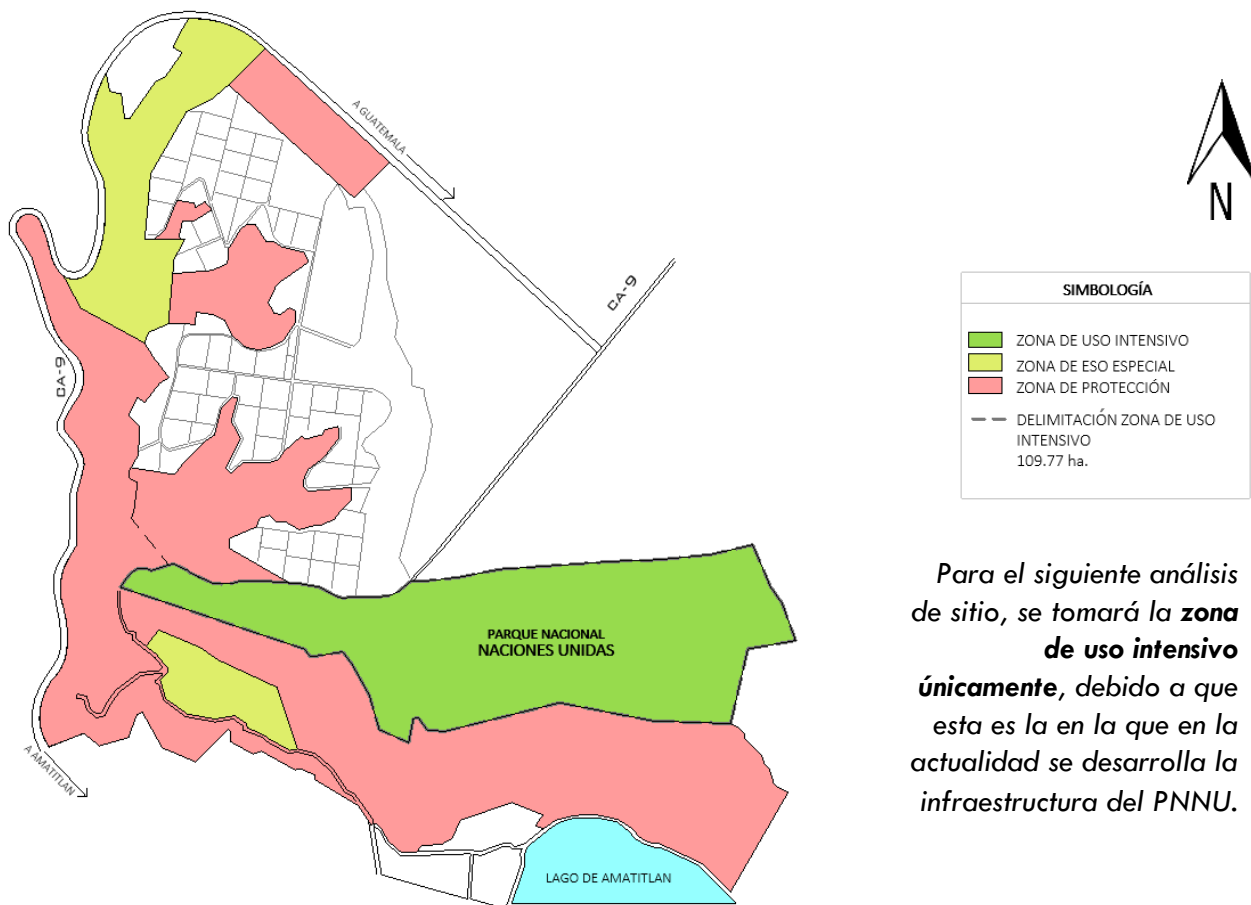 A GUATEMALA
CA-9
CA-9
PARQUE NACIONAL
NACIONES UNIDAS
A AMATITLAN
LAGO DE AMATITLAN
N
SIMBOLOGÍA
ZONA DE USO INTENSIVO
ZONA DE ESO ESPECIAL
ZONA DE PROTECCIÓN
DELIMITACIÓN ZONA DE USO
INTENSIVO
109.77 ha.
Para el siguiente análisis
de sitio, se tomará la zona
de uso intensivo
únicamente, debido a que
esta es la en la que en la
actualidad se desarrolla la
infraestructura del PNNU.